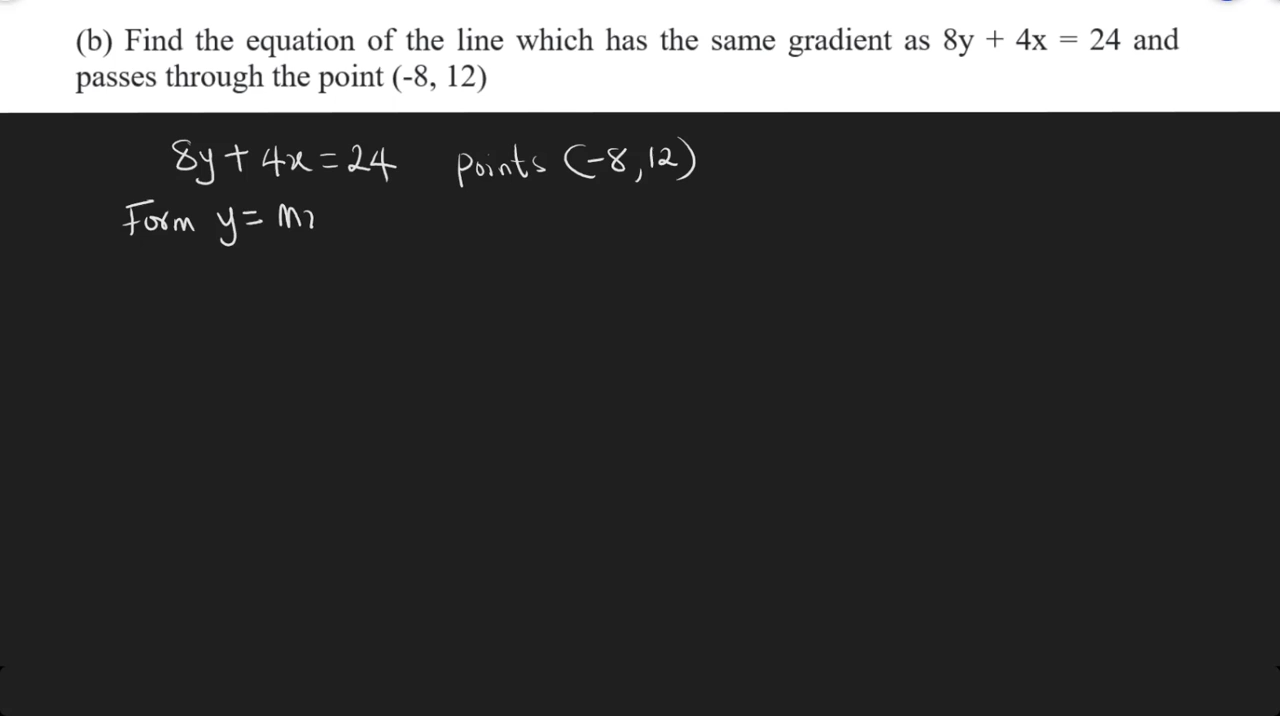 (b) Find the equation of the line which has the same gradient as 8y + 4x = 24 and
passes through the point (-8, 12)
8y + 4x = 24 points (-8, 12)
Form y = m